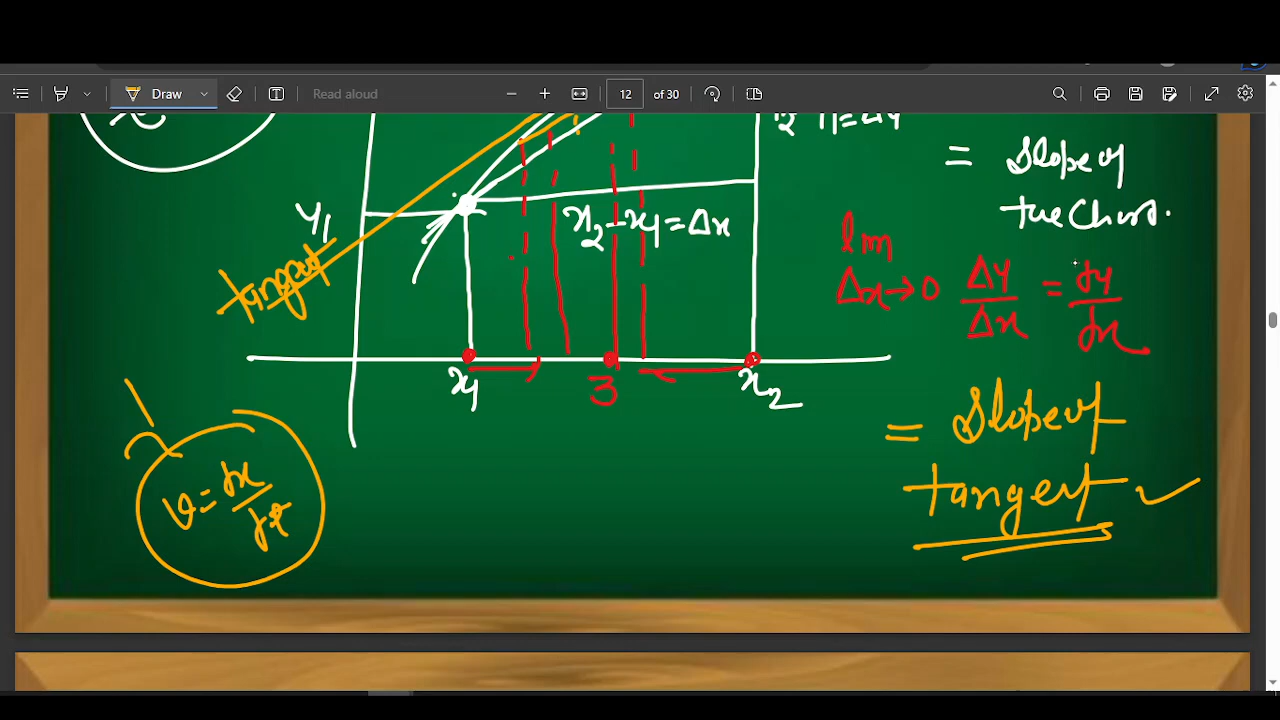 Draw
Read aloud
12 of 30
y₁
x₂-x₁=Δx
tangent
= Slope of
the Chord.
lim
Δx→0 Δy/Δx = dy/dx
x₁ 3 x₂
v=dx/dt
= Slope of
tangent ✓